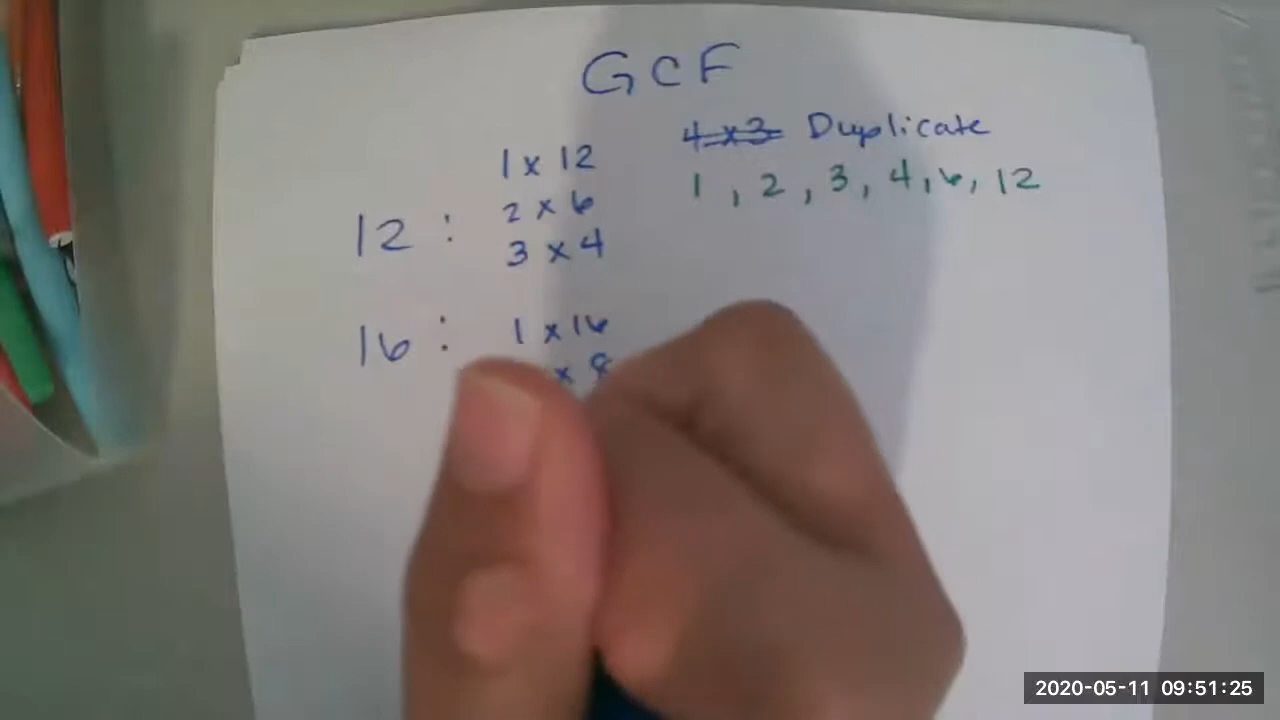 GCF
4 x 3 Duplicate
1 x 12
1, 2, 3, 4, 6, 12
2 x 6
12 :
3 x 4
16 : 1 x 16
x 8
2020-05-11 09:51:25